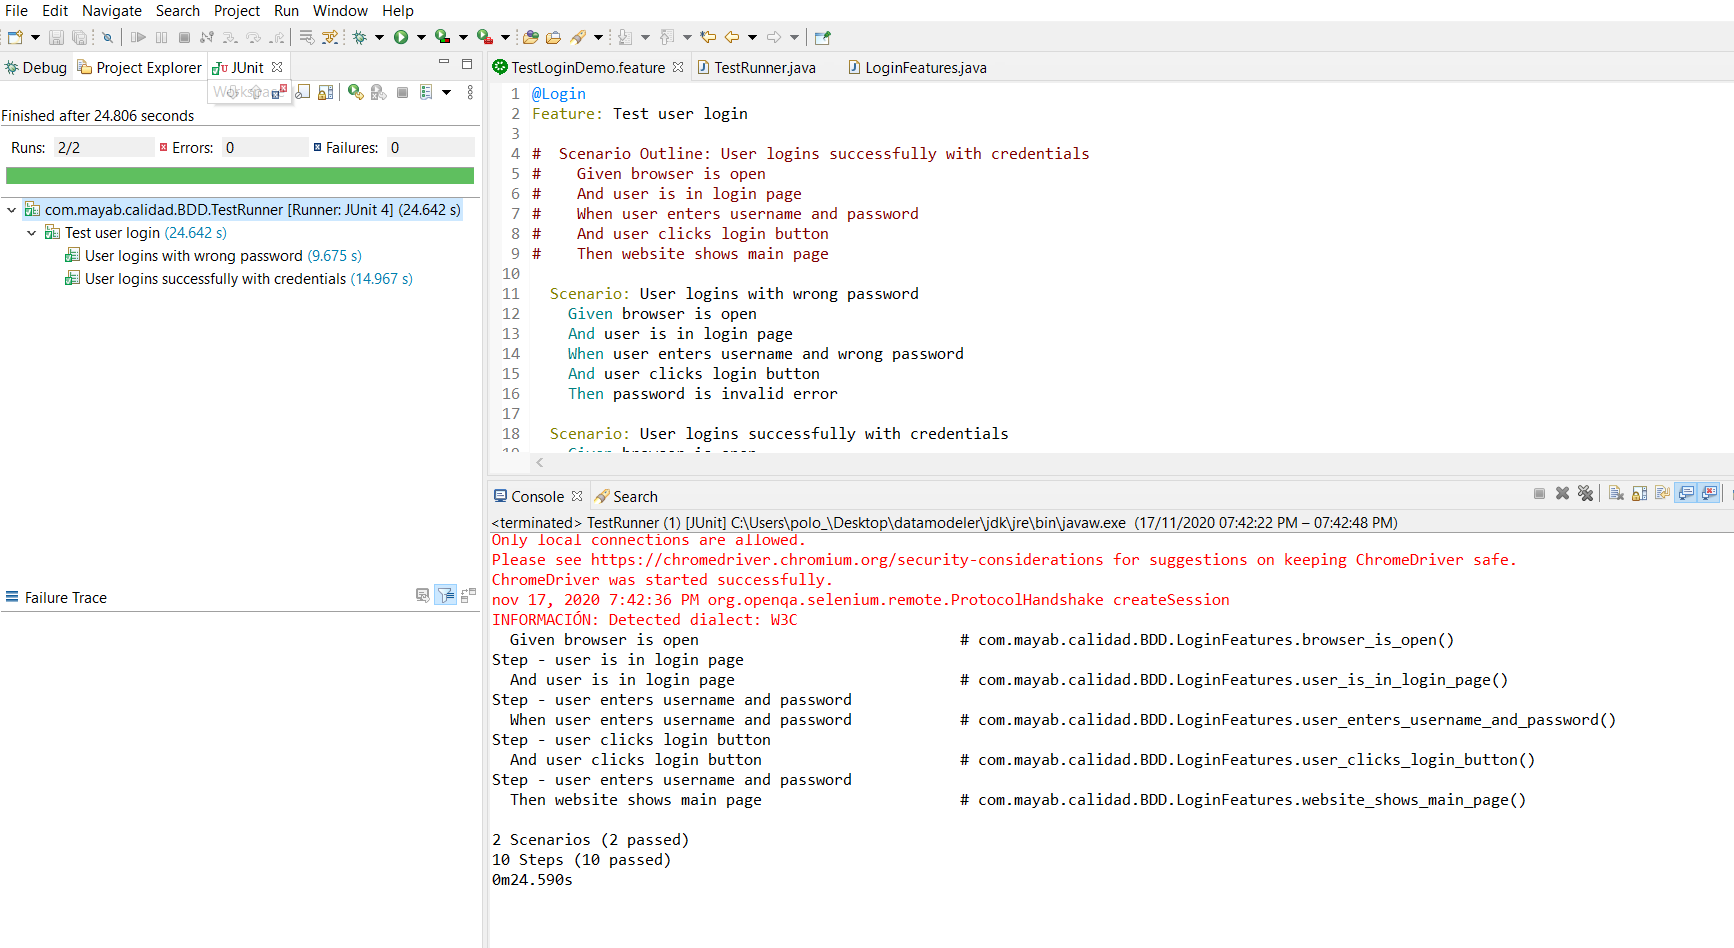 File Edit Navigate Search Project Run Window Help
Debug Project Explorer JUnit
Finished after 24.806 seconds
Runs: 2/2 Errors: 0 Failures: 0
com.mayab.calidad.BDD.TestRunner [Runner: JUnit 4] (24.642 s)
Test user login (24.642 s)
User logins with wrong password (9.675 s)
User logins successfully with credentials (14.967 s)
Failure Trace
TestLoginDemo.feature TestRunner.java LoginFeatures.java
1 @Login
2 Feature: Test user login
3
4 #  Scenario Outline: User logins successfully with credentials
5 #    Given browser is open
6 #    And user is in login page
7 #    When user enters username and password
8 #    And user clicks login button
9 #    Then website shows main page
10
11 Scenario: User logins with wrong password
12 Given browser is open
13 And user is in login page
14 When user enters username and wrong password
15 And user clicks login button
16 Then password is invalid error
17
18 Scenario: User logins successfully with credentials
Console Search
<terminated> TestRunner (1) [JUnit] C:\Users\polo_\Desktop\datamodeler\jdk\jre\bin\javaw.exe (17/11/2020 07:42:22 PM – 07:42:48 PM)
Only local connections are allowed.
Please see https://chromedriver.chromium.org/security-considerations for suggestions on keeping ChromeDriver safe.
ChromeDriver was started successfully.
nov 17, 2020 7:42:36 PM org.openqa.selenium.remote.ProtocolHandshake createSession
INFORMACIÓN: Detected dialect: W3C
Given browser is open # com.mayab.calidad.BDD.LoginFeatures.browser_is_open()
Step - user is in login page
And user is in login page # com.mayab.calidad.BDD.LoginFeatures.user_is_in_login_page()
Step - user enters username and password
When user enters username and password # com.mayab.calidad.BDD.LoginFeatures.user_enters_username_and_password()
Step - user clicks login button
And user clicks login button # com.mayab.calidad.BDD.LoginFeatures.user_clicks_login_button()
Step - user enters username and password
Then website shows main page # com.mayab.calidad.BDD.LoginFeatures.website_shows_main_page()
2 Scenarios (2 passed)
10 Steps (10 passed)
0m24.590s